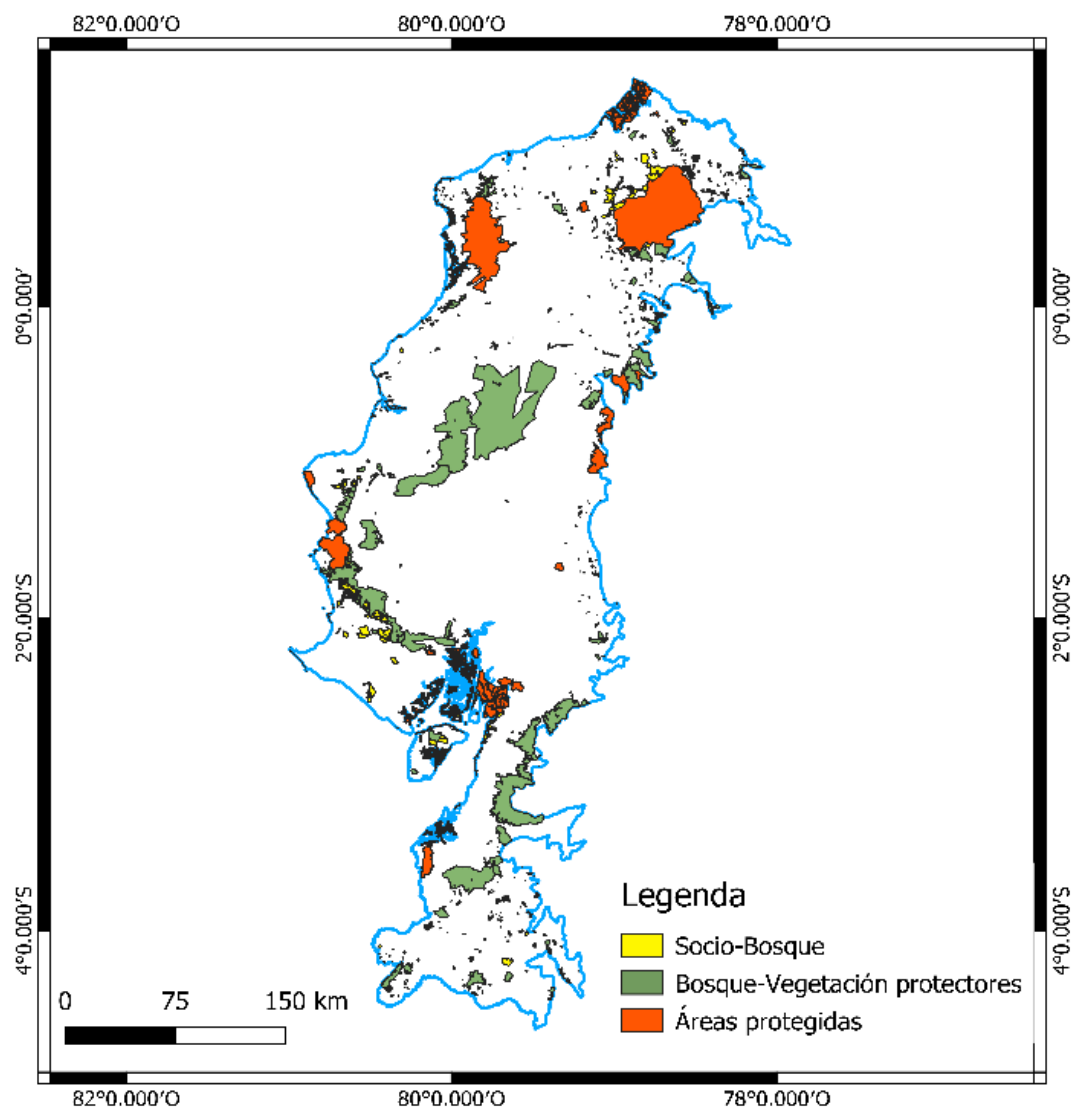 82°0.000′O 80°0.000′O 78°0.000′O
0°0.000′ 0°0.000′
2°0.000′S 2°0.000′S
4°0.000′S 4°0.000′S
Legenda
Socio-Bosque
Bosque-Vegetación protectores
Áreas protegidas
0 75 150 km
82°0.000′O 80°0.000′O 78°0.000′O